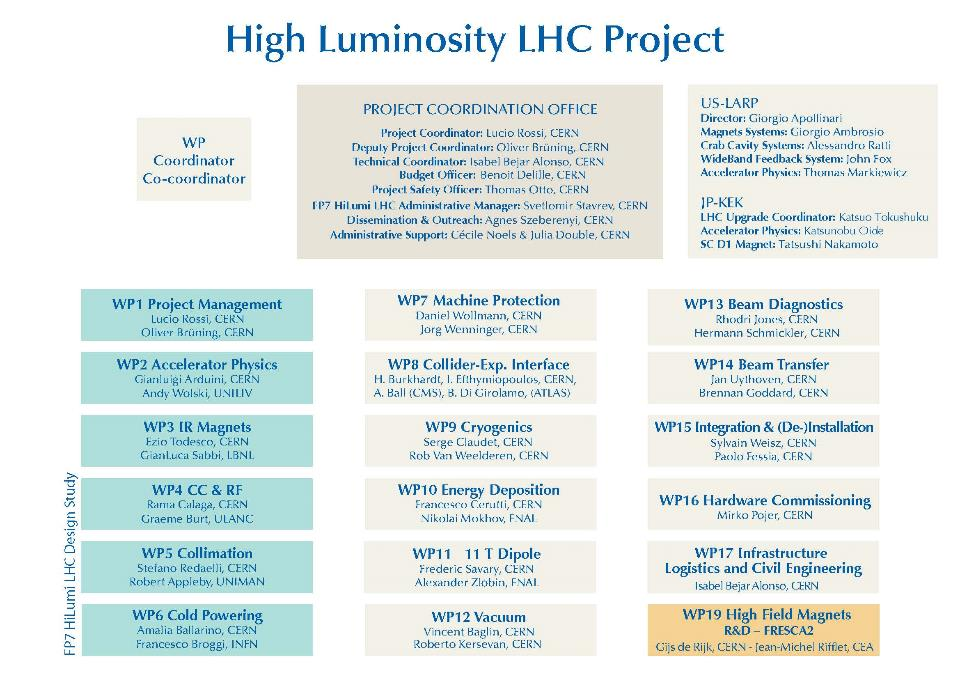 High Luminosity LHC Project
WP
Coordinator
Co-coordinator
PROJECT COORDINATION OFFICE
Project Coordinator: Lucio Rossi, CERN
Deputy Project Coordinator: Oliver Brüning, CERN
Technical Coordinator: Isabel Bejar Alonso, CERN
Budget Officer: Benoit Delille, CERN
Project Safety Officer: Thomas Otto, CERN
FP7 HiLumi LHC Administrative Manager: Svetlomir Stavrev, CERN
Dissemination & Outreach: Agnes Szeberenyi, CERN
Administrative Support: Cécile Noels & Julia Double, CERN
US-LARP
Director: Giorgio Apollinari
Magnets Systems: Giorgio Ambrosio
Crab Cavity Systems: Alessandro Ratti
WideBand Feedback System: John Fox
Accelerator Physics: Thomas Markiewicz
JP-KEK
LHC Upgrade Coordinator: Katsuo Tokushuku
Accelerator Physics: Katsunobu Oide
SC D1 Magnet: Tatsushi Nakamoto
FP7 HiLumi LHC Design Study
WP1 Project Management
Lucio Rossi, CERN
Oliver Brüning, CERN
WP2 Accelerator Physics
Gianluigi Arduini, CERN
Andy Wolski, UNILIV
WP3 IR Magnets
Ezio Todesco, CERN
GianLuca Sabbi, LBNL
WP4 CC & RF
Rama Calaga, CERN
Graeme Burt, ULANC
WP5 Collimation
Stefano Redaelli, CERN
Robert Appleby, UNIMAN
WP6 Cold Powering
Amalia Ballarino, CERN
Francesco Broggi, INFN
WP7 Machine Protection
Daniel Wollmann, CERN
Jorg Wenninger, CERN
WP8 Collider-Exp. Interface
H. Burkhardt, I. Efthymiopoulos, CERN,
A. Ball (CMS), B. Di Girolamo, (ATLAS)
WP9 Cryogenics
Serge Claudet, CERN
Rob Van Weelderen, CERN
WP10 Energy Deposition
Francesco Cerutti, CERN
Nikolai Mokhov, FNAL
WP11 11 T Dipole
Frederic Savary, CERN
Alexander Zlobin, FNAL
WP12 Vacuum
Vincent Baglin, CERN
Roberto Kersevan, CERN
WP13 Beam Diagnostics
Rhodri Jones, CERN
Hermann Schmickler, CERN
WP14 Beam Transfer
Jan Uythoven, CERN
Brennan Goddard, CERN
WP15 Integration & (De-)Installation
Sylvain Weisz, CERN
Paolo Fessia, CERN
WP16 Hardware Commissioning
Mirko Pojer, CERN
WP17 Infrastructure
Logistics and Civil Engineering
Isabel Bejar Alonso, CERN
WP19 High Field Magnets
R&D – FRESCA2
Gijs de Rijk, CERN - Jean-Michel Rifflet, CEA